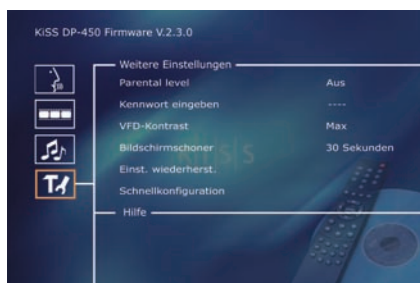 KiSS DP-450 Firmware V.2.3.0
Weitere Einstellungen
Parental level Aus
Kennwort eingeben ----
VFD-Kontrast Max
Bildschirmschoner 30 Sekunden
Einst. wiederherst.
Schnellkonfiguration
Hilfe
KISS